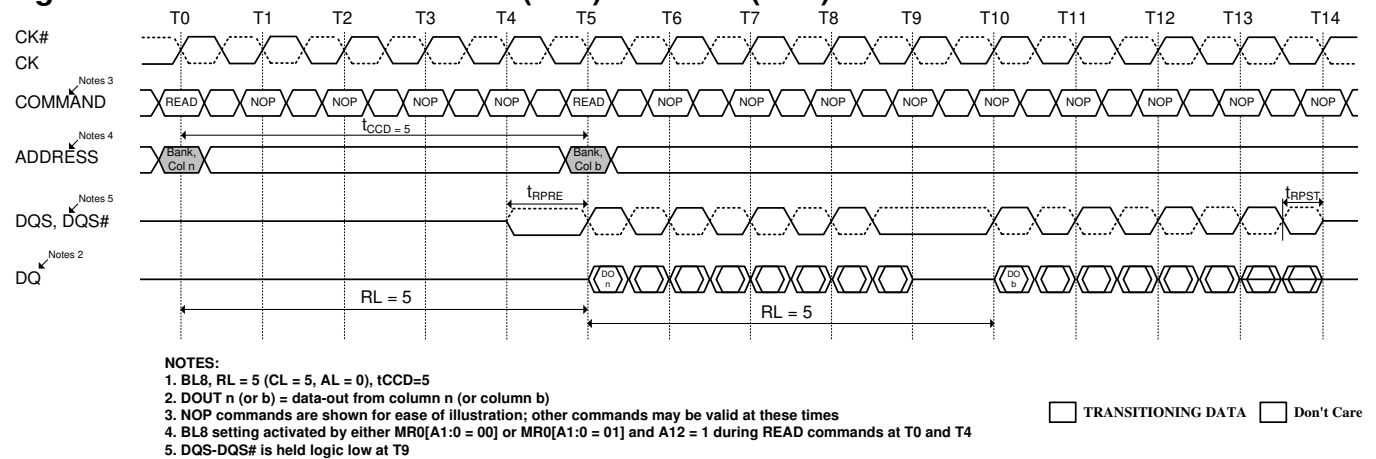 T0 T1 T2 T3 T4 T5 T6 T7 T8 T9 T10 T11 T12 T13 T14
CK#
CK
Notes 3
COMMAND READ NOP NOP NOP NOP READ NOP NOP NOP NOP NOP NOP NOP NOP NOP
tCCD = 5
Notes 4
ADDRESS
Bank, Col n
Bank, Col b
Notes 5
DQS, DQS#
tRPRE
tRPST
Notes 2
DQ
DO n
DO b
RL = 5
RL = 5
NOTES:
1. BL8, RL = 5 (CL = 5, AL = 0), tCCD=5
2. DOUT n (or b) = data-out from column n (or column b)
3. NOP commands are shown for ease of illustration; other commands may be valid at these times
4. BL8 setting activated by either MR0[A1:0 = 00] or MR0[A1:0 = 01] and A12 = 1 during READ commands at T0 and T4
5. DQS-DQS# is held logic low at T9
TRANSITIONING DATA Don't Care